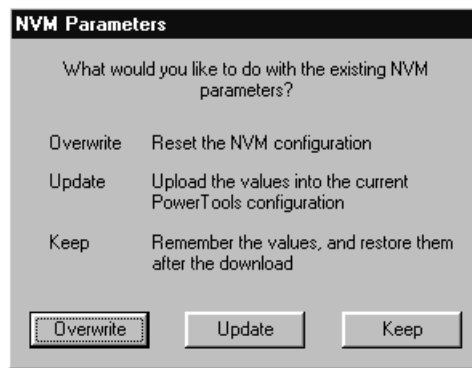 NVM Parameters
What would you like to do with the existing NVM
parameters?
Overwrite Reset the NVM configuration
Update Upload the values into the current
PowerTools configuration
Keep Remember the values, and restore them
after the download
Overwrite Update Keep